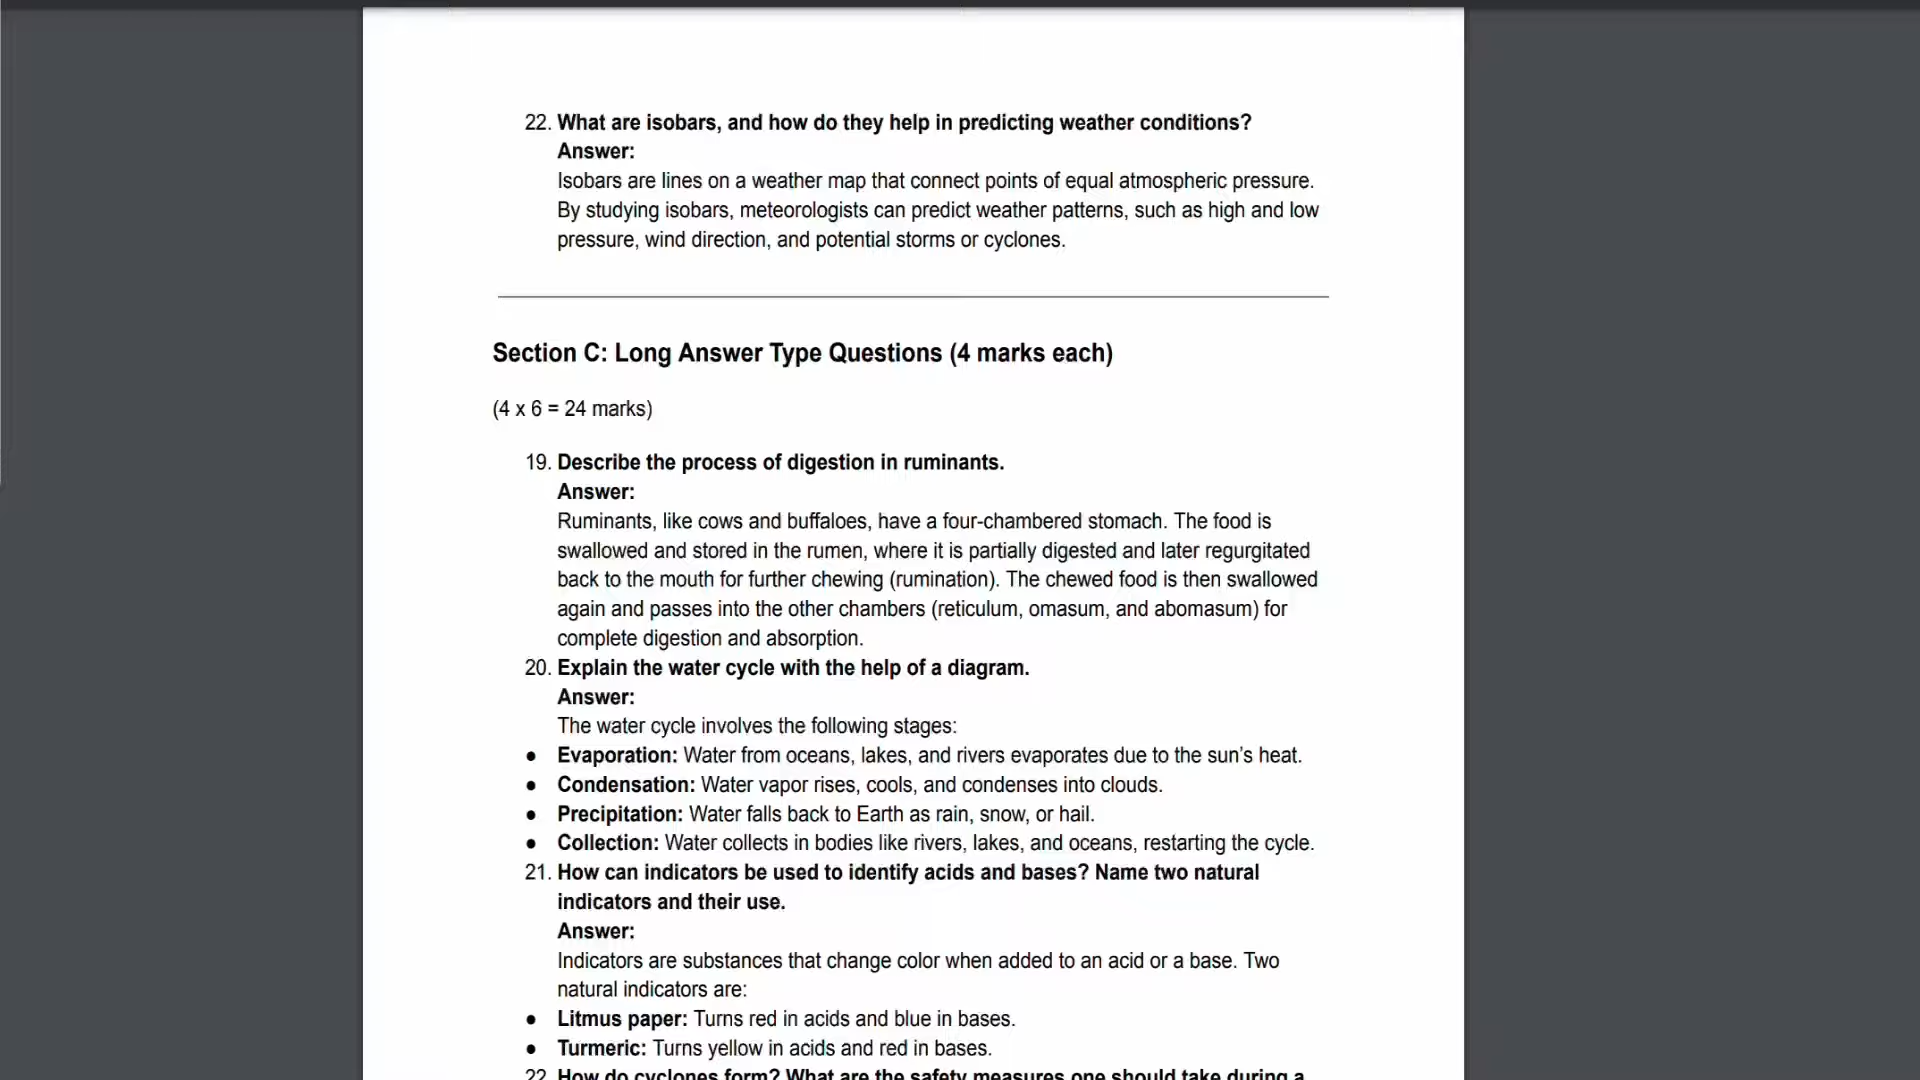 22. What are isobars, and how do they help in predicting weather conditions?
Answer:
Isobars are lines on a weather map that connect points of equal atmospheric pressure.
By studying isobars, meteorologists can predict weather patterns, such as high and low
pressure, wind direction, and potential storms or cyclones.
Section C: Long Answer Type Questions (4 marks each)
(4 x 6 = 24 marks)
19. Describe the process of digestion in ruminants.
Answer:
Ruminants, like cows and buffaloes, have a four-chambered stomach. The food is
swallowed and stored in the rumen, where it is partially digested and later regurgitated
back to the mouth for further chewing (rumination). The chewed food is then swallowed
again and passes into the other chambers (reticulum, omasum, and abomasum) for
complete digestion and absorption.
20. Explain the water cycle with the help of a diagram.
Answer:
The water cycle involves the following stages:
● Evaporation: Water from oceans, lakes, and rivers evaporates due to the sun’s heat.
● Condensation: Water vapor rises, cools, and condenses into clouds.
● Precipitation: Water falls back to Earth as rain, snow, or hail.
● Collection: Water collects in bodies like rivers, lakes, and oceans, restarting the cycle.
21. How can indicators be used to identify acids and bases? Name two natural
indicators and their use.
Answer:
Indicators are substances that change color when added to an acid or a base. Two
natural indicators are:
● Litmus paper: Turns red in acids and blue in bases.
● Turmeric: Turns yellow in acids and red in bases.
22. How do cyclones form? What are the safety measures one should take during a